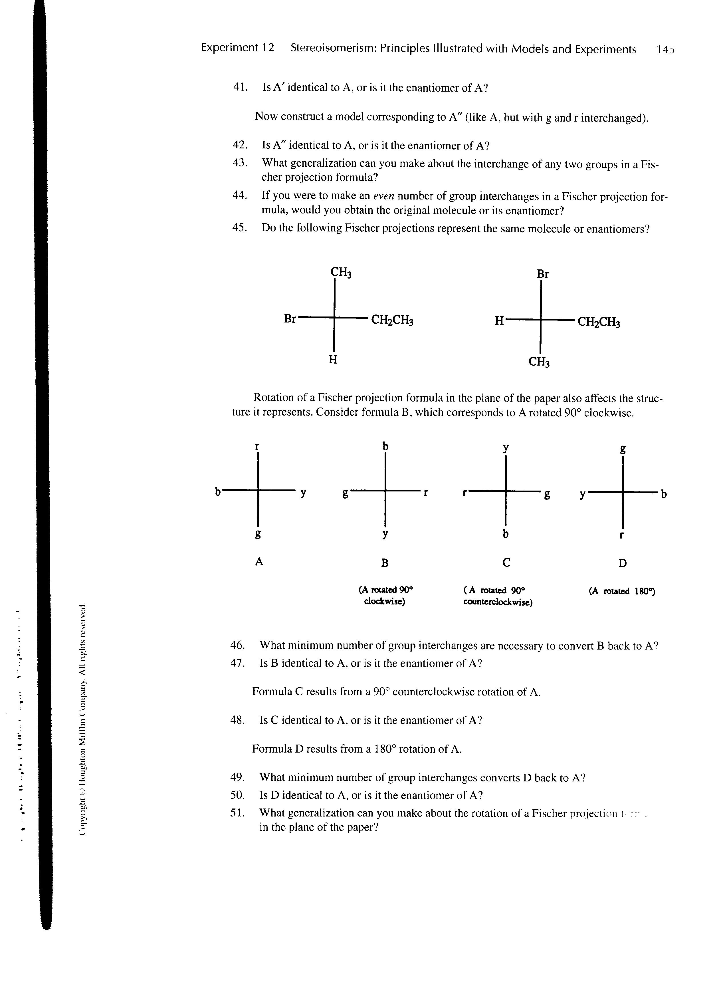 Experiment 12 Stereoisomerism: Principles Illustrated with Models and Experiments 145
41. Is A′ identical to A, or is it the enantiomer of A?
Now construct a model corresponding to A″ (like A, but with g and r interchanged).
42. Is A″ identical to A, or is it the enantiomer of A?
43. What generalization can you make about the interchange of any two groups in a Fis-
cher projection formula?
44. If you were to make an even number of group interchanges in a Fischer projection for-
mula, would you obtain the original molecule or its enantiomer?
45. Do the following Fischer projections represent the same molecule or enantiomers?
CH₃ Br
Br CH₂CH₃ H CH₂CH₃
H CH₃
Rotation of a Fischer projection formula in the plane of the paper also affects the struc-
ture it represents. Consider formula B, which corresponds to A rotated 90° clockwise.
r b y g
b y g r r g y b
g y b r
A B C D
(A rotated 90° (A rotated 90° (A rotated 180°)
clockwise) counterclockwise)
46. What minimum number of group interchanges are necessary to convert B back to A?
47. Is B identical to A, or is it the enantiomer of A?
Formula C results from a 90° counterclockwise rotation of A.
48. Is C identical to A, or is it the enantiomer of A?
Formula D results from a 180° rotation of A.
49. What minimum number of group interchanges converts D back to A?
50. Is D identical to A, or is it the enantiomer of A?
51. What generalization can you make about the rotation of a Fischer projection
in the plane of the paper?
Copyright © Houghton Mifflin Company. All rights reserved.